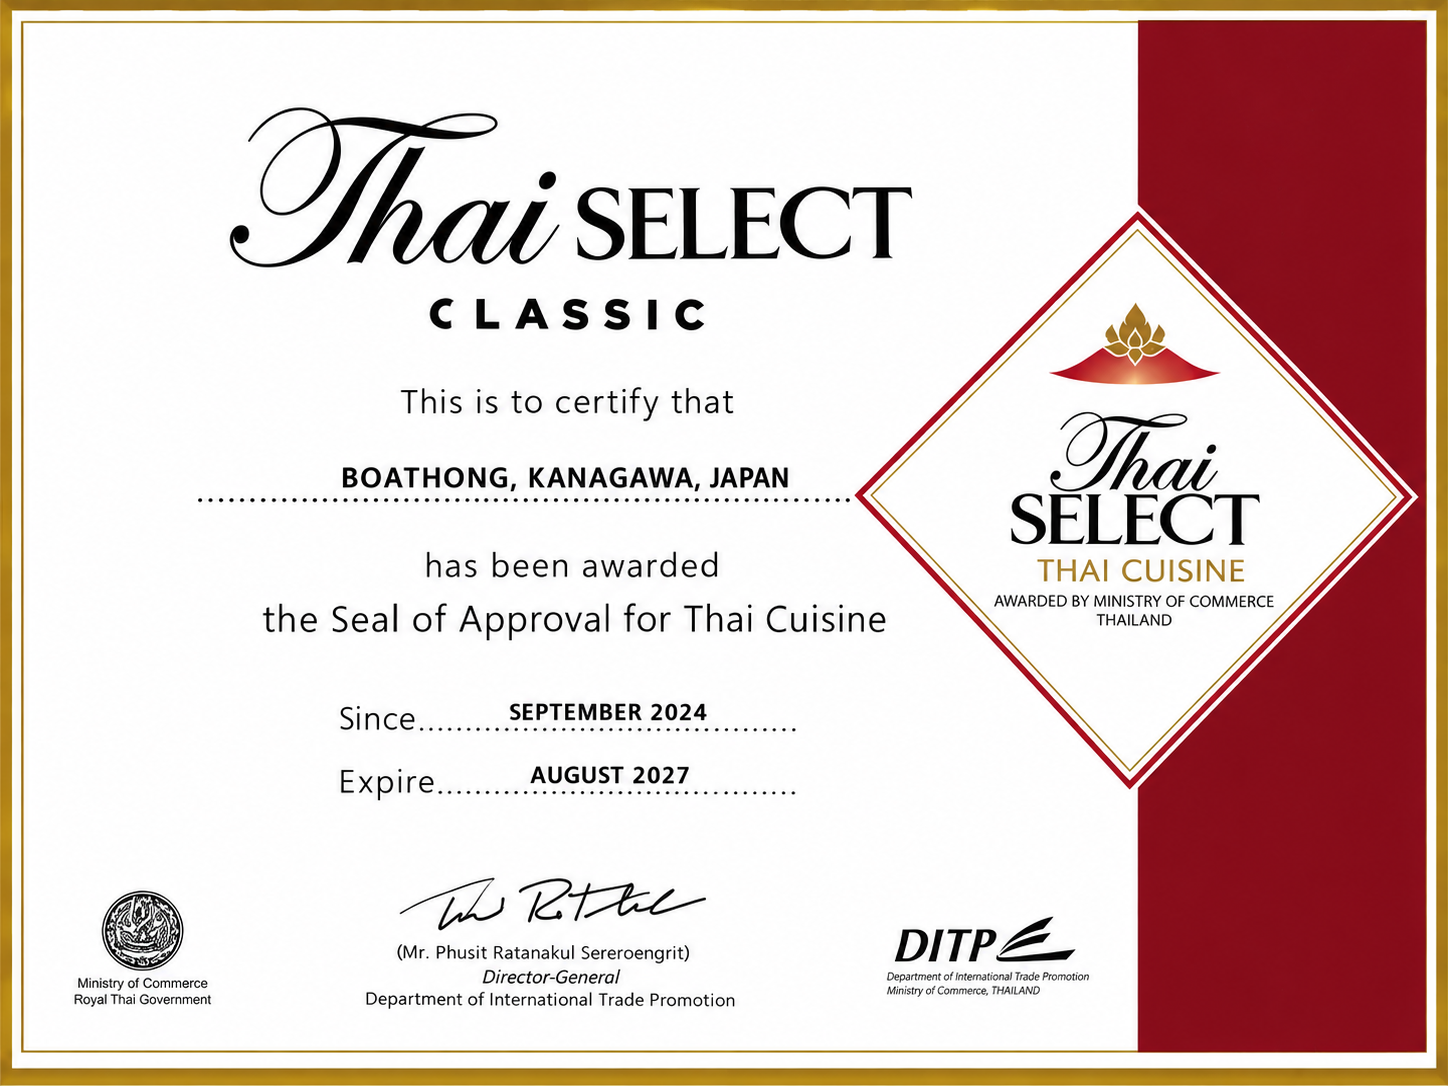 Thai SELECT
CLASSIC
This is to certify that
BOATHONG, KANAGAWA, JAPAN
has been awarded
the Seal of Approval for Thai Cuisine
Since SEPTEMBER 2024
Expire AUGUST 2027
Thai
SELECT
THAI CUISINE
AWARDED BY MINISTRY OF COMMERCE
THAILAND
Ministry of Commerce
Royal Thai Government
(Mr. Phusit Ratanakul Sereroengrit)
Director-General
Department of International Trade Promotion
DITP
Department of International Trade Promotion
Ministry of Commerce, THAILAND